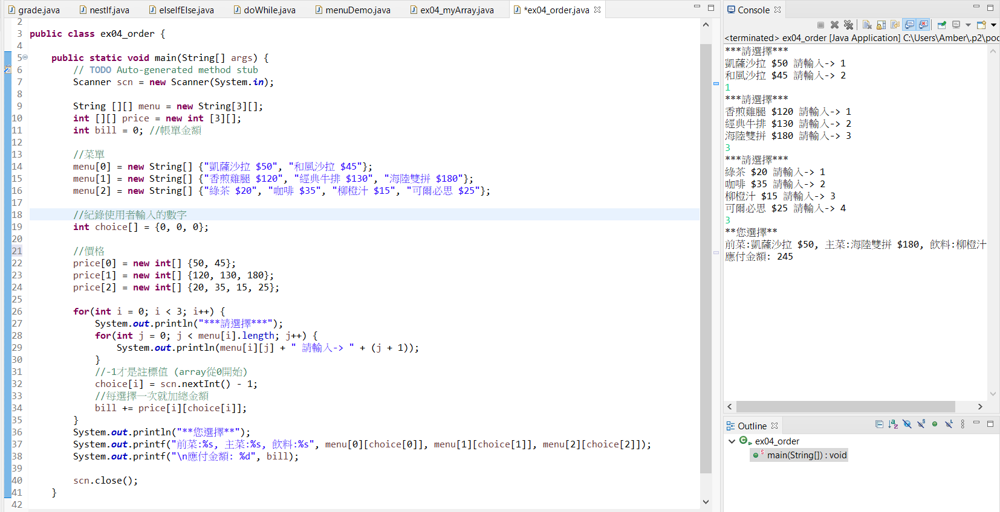 grade.java nestIf.java elseIfElse.java doWhile.java menuDemo.java ex04_myArray.java *ex04_order.java
2
3 public class ex04_order {
4
5 public static void main(String[] args) {
6 // TODO Auto-generated method stub
7 Scanner scn = new Scanner(System.in);
8
9 String [][] menu = new String[3][];
10 int [][] price = new int [3][];
11 int bill = 0; //帳單金額
12
13 //菜單
14 menu[0] = new String[] {"凱薩沙拉 $50", "和風沙拉 $45"};
15 menu[1] = new String[] {"香煎雞腿 $120", "經典牛排 $130", "海陸雙拼 $180"};
16 menu[2] = new String[] {"綠茶 $20", "咖啡 $35", "柳橙汁 $15", "可爾必思 $25"};
17
18 //紀錄使用者輸入的數字
19 int choice[] = {0, 0, 0};
20
21 //價格
22 price[0] = new int[] {50, 45};
23 price[1] = new int[] {120, 130, 180};
24 price[2] = new int[] {20, 35, 15, 25};
25
26 for(int i = 0; i < 3; i++) {
27 System.out.println("***請選擇***");
28 for(int j = 0; j < menu[i].length; j++) {
29 System.out.println(menu[i][j] + " 請輸入-> " + (j + 1));
30 }
31 //-1才是註標值 (array從0開始)
32 choice[i] = scn.nextInt() - 1;
33 //每選擇一次就加總金額
34 bill += price[i][choice[i]];
35 }
36 System.out.println("**您選擇**");
37 System.out.printf("前菜:%s, 主菜:%s, 飲料:%s", menu[0][choice[0]], menu[1][choice[1]], menu[2][choice[2]]);
38 System.out.printf("\n應付金額: %d", bill);
39
40 scn.close();
41 }
42
Console
<terminated> ex04_order [Java Application] C:\Users\Amber\.p2\poo
***請選擇***
凱薩沙拉 $50 請輸入-> 1
和風沙拉 $45 請輸入-> 2
1
***請選擇***
香煎雞腿 $120 請輸入-> 1
經典牛排 $130 請輸入-> 2
海陸雙拼 $180 請輸入-> 3
3
***請選擇***
綠茶 $20 請輸入-> 1
咖啡 $35 請輸入-> 2
柳橙汁 $15 請輸入-> 3
可爾必思 $25 請輸入-> 4
3
**您選擇**
前菜:凱薩沙拉 $50, 主菜:海陸雙拼 $180, 飲料:柳橙汁
應付金額: 245
Outline
ex04_order
main(String[]) : void